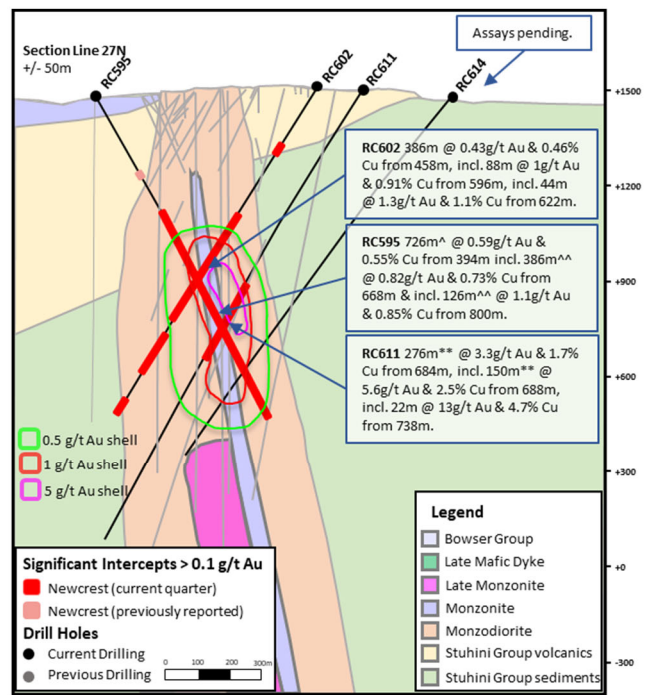 Section Line 27N
+/- 50m
RC595
RC602
RC611
RC614
Assays pending.
+1500
+1200
+900
+600
+300
+0
-300
RC602 386m @ 0.43g/t Au & 0.46%
Cu from 458m, incl. 88m @ 1g/t Au
& 0.91% Cu from 596m, incl. 44m
@ 1.3g/t Au & 1.1% Cu from 622m.
RC595 726m^ @ 0.59g/t Au &
0.55% Cu from 394m incl. 386m^^
@ 0.82g/t Au & 0.73% Cu from
668m & incl. 126m^^ @ 1.1g/t Au
& 0.85% Cu from 800m.
RC611 276m** @ 3.3g/t Au & 1.7%
Cu from 684m, incl. 150m** @
5.6g/t Au & 2.5% Cu from 688m,
incl. 22m @ 13g/t Au & 4.7% Cu
from 738m.
0.5 g/t Au shell
1 g/t Au shell
5 g/t Au shell
Significant Intercepts > 0.1 g/t Au
Newcrest (current quarter)
Newcrest (previously reported)
Drill Holes
Current Drilling
Previous Drilling
0 100 200 300m
Legend
Bowser Group
Late Mafic Dyke
Late Monzonite
Monzonite
Monzodiorite
Stuhini Group volcanics
Stuhini Group sediments